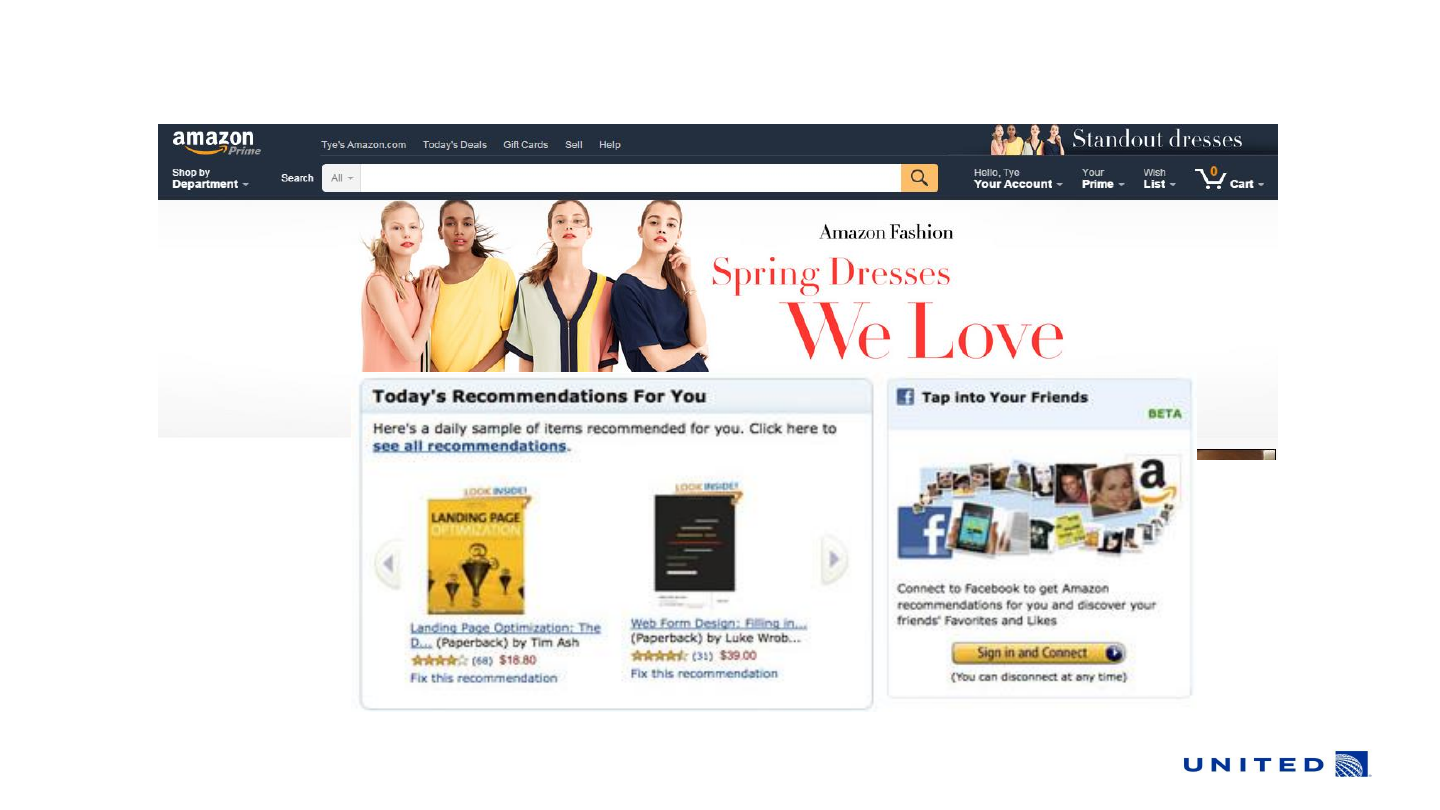 amazon
Prime
Tye's Amazon.com Today's Deals Gift Cards Sell Help
Standout dresses
Shop by
Department
Search All
Hello, Tye
Your Account
Your
Prime
Wish
List
0
Cart
Amazon Fashion
Spring Dresses
We Love
Today's Recommendations For You
Here's a daily sample of items recommended for you. Click here to
see all recommendations.
LOOK INSIDE!
LANDING PAGE
OPTIMIZATION
Landing Page Optimization: The
D... (Paperback) by Tim Ash
(68) $18.80
Fix this recommendation
LOOK INSIDE!
Web Form Design: Filling in...
(Paperback) by Luke Wrob...
(31) $39.00
Fix this recommendation
f Tap into Your Friends
BETA
a
f
Connect to Facebook to get Amazon
recommendations for you and discover your
friends' Favorites and Likes
Sign in and Connect
(You can disconnect at any time)
UNITED